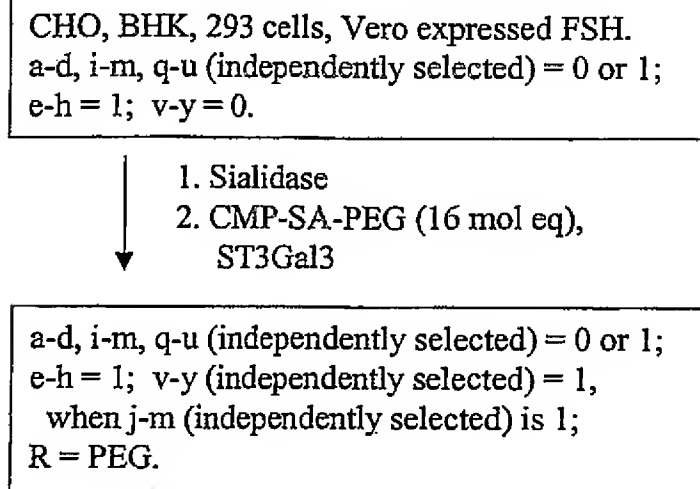 CHO, BHK, 293 cells, Vero expressed FSH.
a-d, i-m, q-u (independently selected) = 0 or 1;
e-h = 1; v-y = 0.
1. Sialidase
2. CMP-SA-PEG (16 mol eq),
ST3Gal3
a-d, i-m, q-u (independently selected) = 0 or 1;
e-h = 1; v-y (independently selected) = 1,
when j-m (independently selected) is 1;
R = PEG.